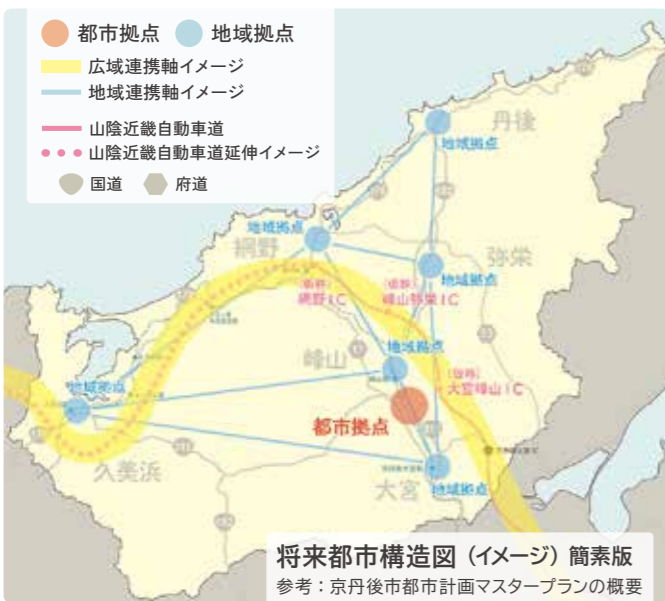 都市拠点 地域拠点
広域連携軸イメージ
地域連携軸イメージ
山陰近畿自動車道
山陰近畿自動車道延伸イメージ
国道 府道
丹後
地域拠点
地域拠点
網野
弥栄
地域拠点
(仮称)
網野IC
(仮称)
峰山弥栄IC
峰山
地域拠点
(仮称)
大宮峰山IC
地域拠点
都市拠点
久美浜
大宮
地域拠点
将来都市構造図(イメージ)簡素版
参考:京丹後市都市計画マスタープランの概要